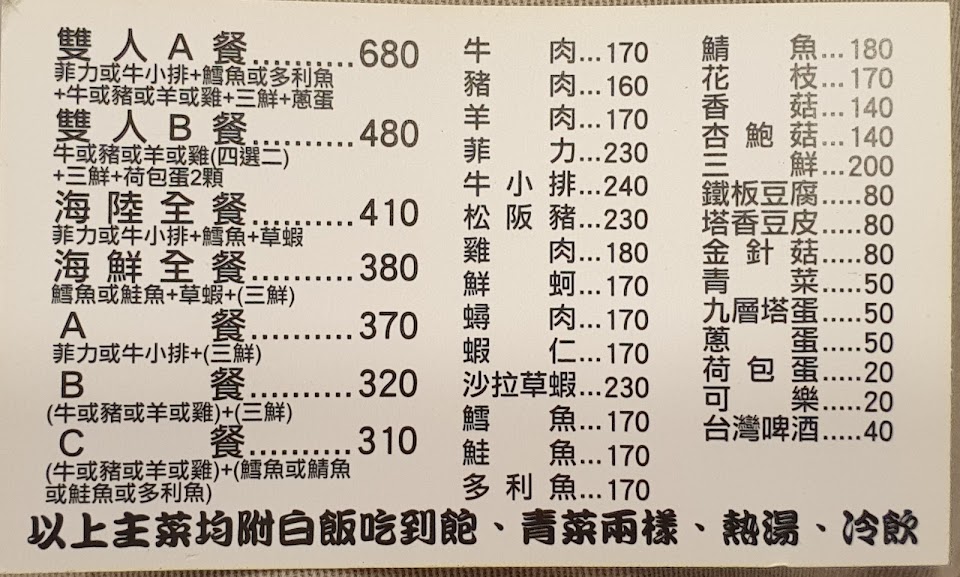 雙人A餐..........680
菲力或牛小排+鱈魚或多利魚
+牛或豬或羊或雞+三鮮+蔥蛋
雙人B餐..........480
牛或豬或羊或雞(四選二)
+三鮮+荷包蛋2顆
海陸全餐..........410
菲力或牛小排+鱈魚+草蝦
海鮮全餐..........380
鱈魚或鮭魚+草蝦+(三鮮)
A餐..........370
菲力或牛小排+(三鮮)
B餐..........320
(牛或豬或羊或雞)+(三鮮)
C餐..........310
(牛或豬或羊或雞)+(鱈魚或鯖魚
或鮭魚或多利魚)
牛肉...170
豬肉...160
羊肉...170
菲力...230
牛小排...240
松阪豬...230
雞肉...180
鮮蚵...170
蟳肉...170
蝦仁...170
沙拉草蝦...230
鱈魚...170
鮭魚...170
多利魚...170
鯖魚...180
花枝...170
香菇...140
杏鮑菇...140
三鮮...200
鐵板豆腐.....80
塔香豆皮.....80
金針菇.....80
青菜.....50
九層塔蛋.....50
蔥蛋.....50
荷包蛋.....20
可樂.....20
台灣啤酒.....40
以上主菜均附白飯吃到飽、青菜兩樣、熱湯、冷飲